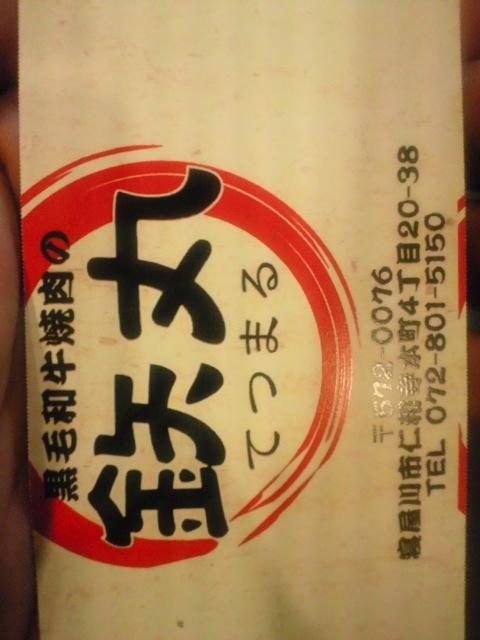 黒毛和牛焼肉の
鉄丸
てつまる
〒572-0076
寝屋川市仁和寺本町4丁目20-38
TEL 072-801-5150